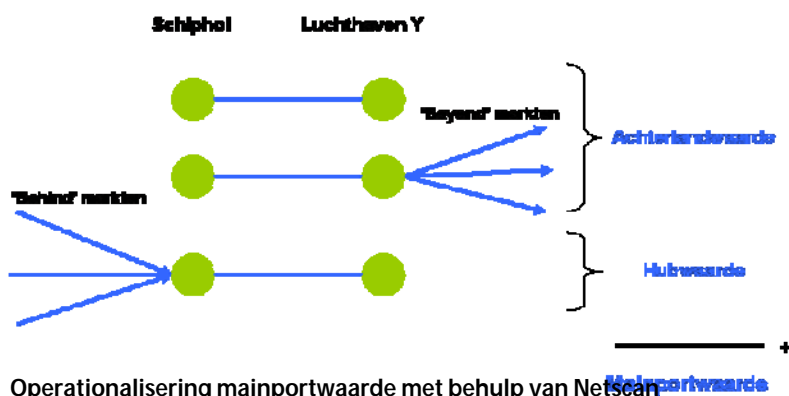 Schiphol Luchthaven Y
"Beyond" markten
Achterlandwaarde
"Behind" markten
Hubwaarde
+
Operationalisering mainportwaarde met behulp van Netscan
Mainportwaarde